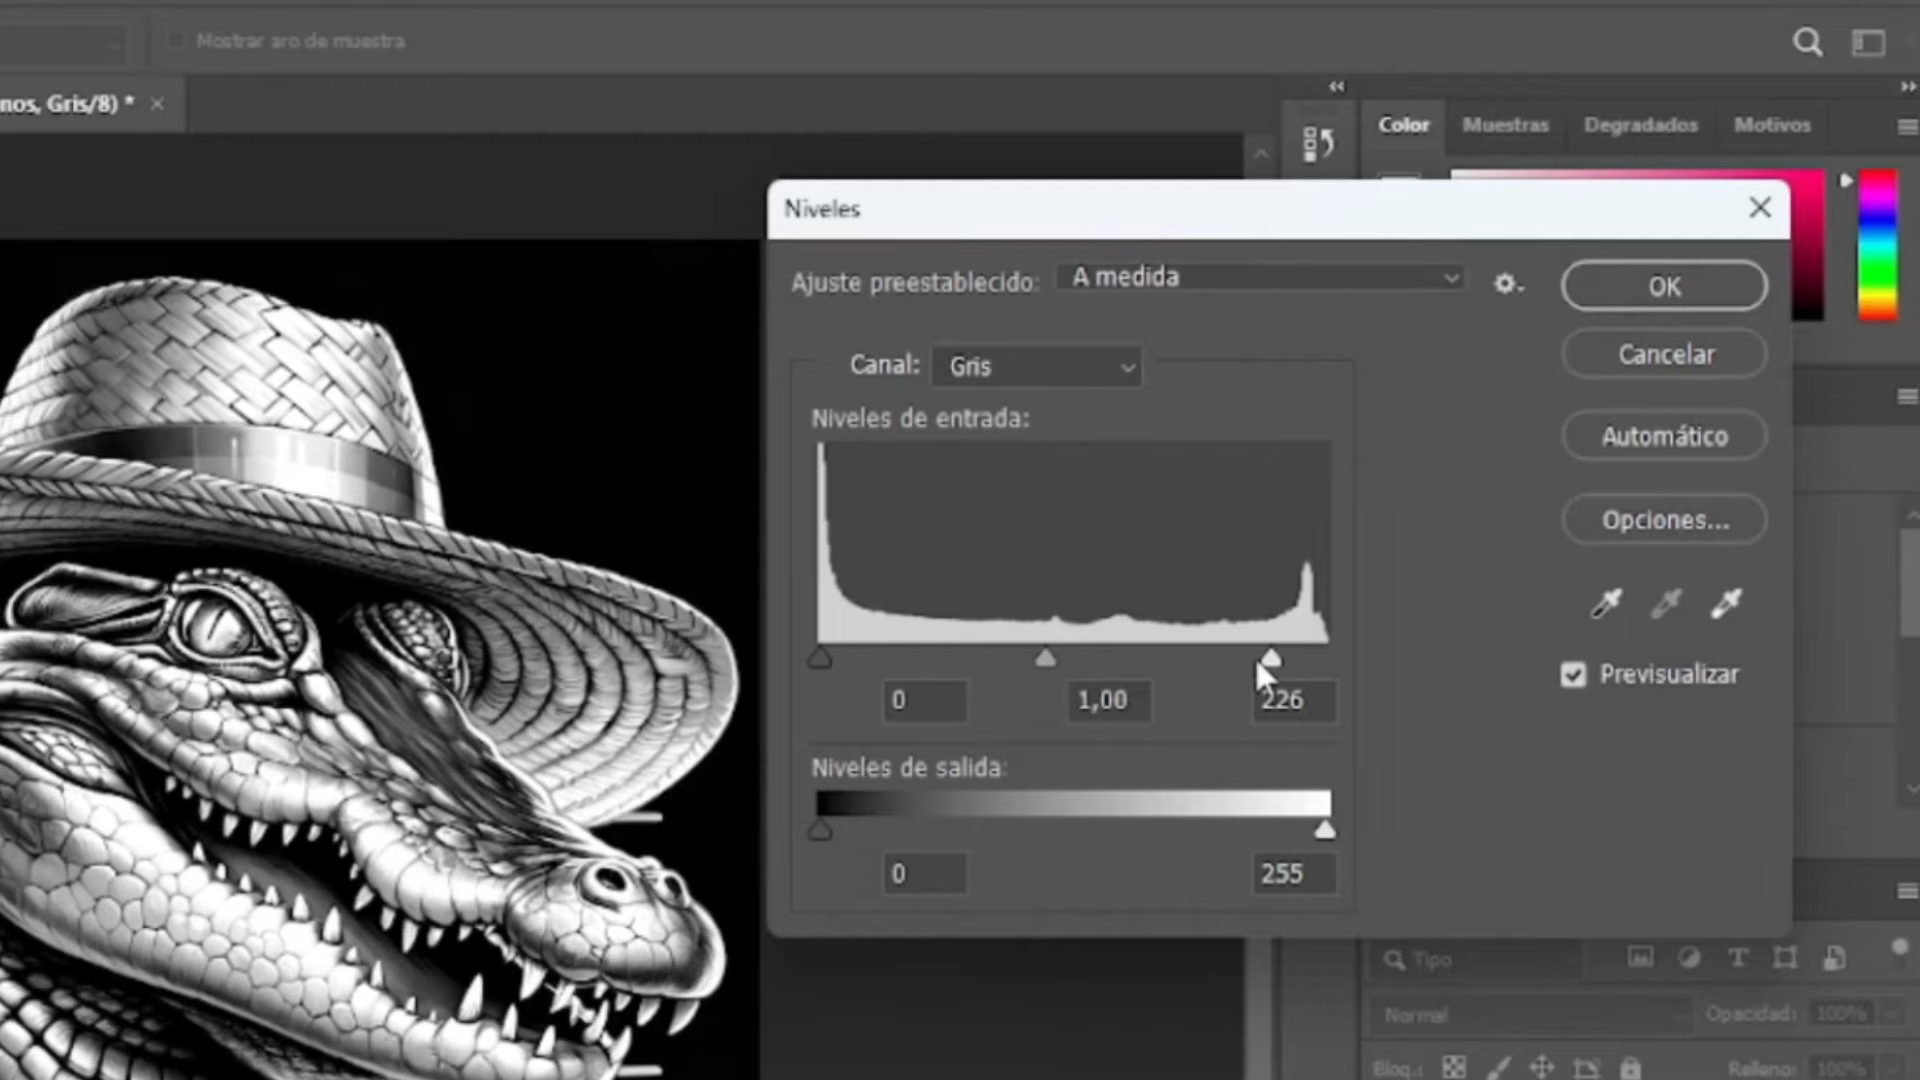 Mostrar aro de muestra
nos, Gris/8) *
Color
Muestras
Degradados
Motivos
Niveles
Ajuste preestablecido:
A medida
OK
Canal:
Gris
Cancelar
Niveles de entrada:
Automático
Opciones...
Previsualizar
0
1,00
226
Niveles de salida:
0
255
Tipo
Normal
Opacidad:
100%
Bloq.:
Relleno:
100%